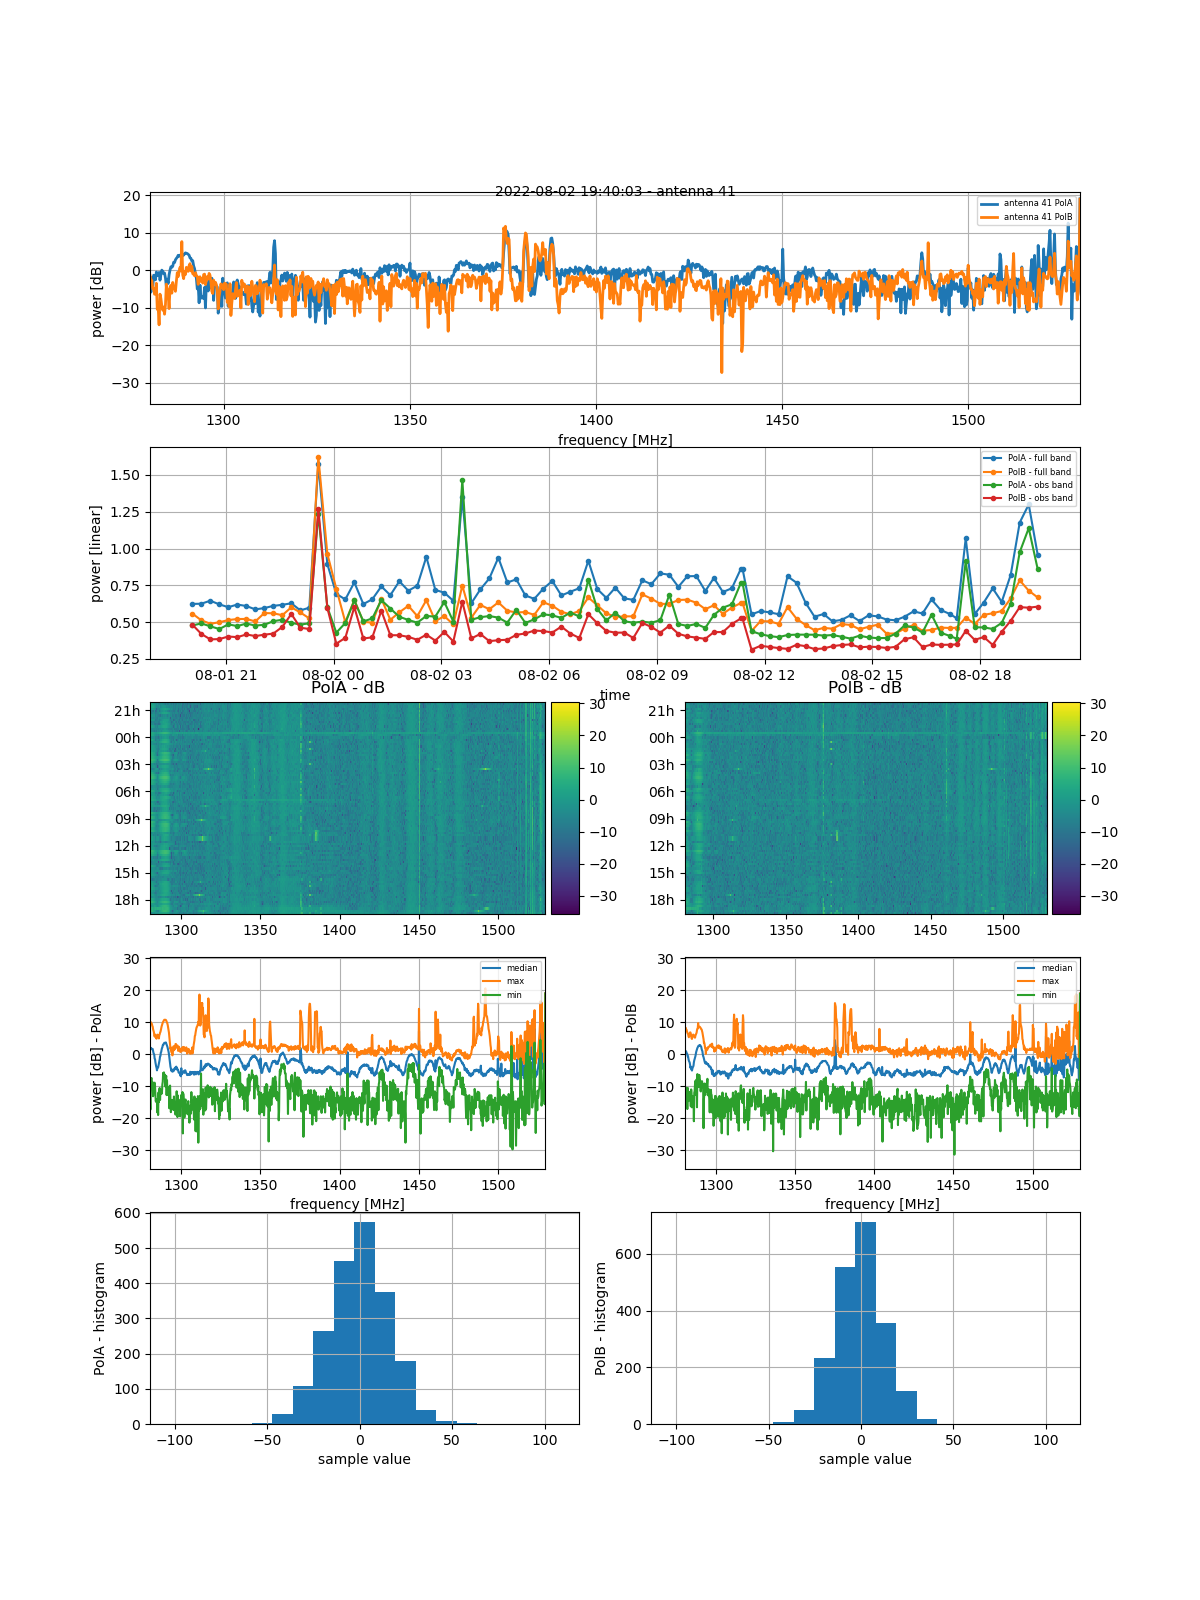 2022-08-02 19:40:03 - antenna 41
20
10
0
−10
−20
−30
power [dB]
antenna 41 PolA
antenna 41 PolB
1300 1350 1400 1450 1500
frequency [MHz]
1.50
1.25
1.00
0.75
0.50
0.25
power [linear]
PolA - full band
PolB - full band
PolA - obs band
PolB - obs band
08-01 21 08-02 00 08-02 03 08-02 06 08-02 09 08-02 12 08-02 15 08-02 18
time
PolA - dB
21h
00h
03h
06h
09h
12h
15h
18h
1300 1350 1400 1450 1500
30
20
10
0
−10
−20
−30
PolB - dB
21h
00h
03h
06h
09h
12h
15h
18h
1300 1350 1400 1450 1500
30
20
10
0
−10
−20
−30
30
20
10
0
−10
−20
−30
power [dB] - PolA
median
max
min
1300 1350 1400 1450 1500
frequency [MHz]
30
20
10
0
−10
−20
−30
power [dB] - PolB
median
max
min
1300 1350 1400 1450 1500
frequency [MHz]
600
500
400
300
200
100
0
PolA - histogram
−100 −50 0 50 100
sample value
600
400
200
0
PolB - histogram
−100 −50 0 50 100
sample value